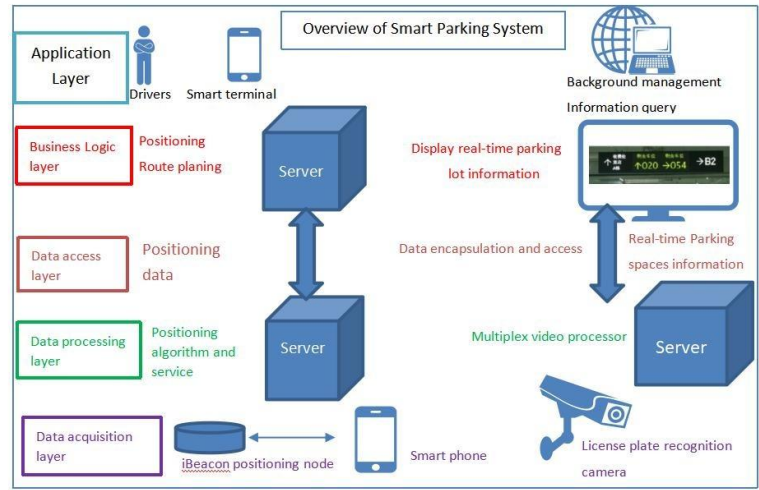 Overview of Smart Parking System
Application
Layer
Drivers
Smart terminal
Background management
Information query
Business Logic
layer
Positioning
Route planing
Server
Display real-time parking
lot information
↑020 →054
→B2
Data access
layer
Positioning
data
Data encapsulation and access
Real-time Parking
spaces information
Data processing
layer
Positioning
algorithm and
service
Server
Multiplex video processor
Server
Data acquisition
layer
iBeacon positioning node
Smart phone
License plate recognition
camera